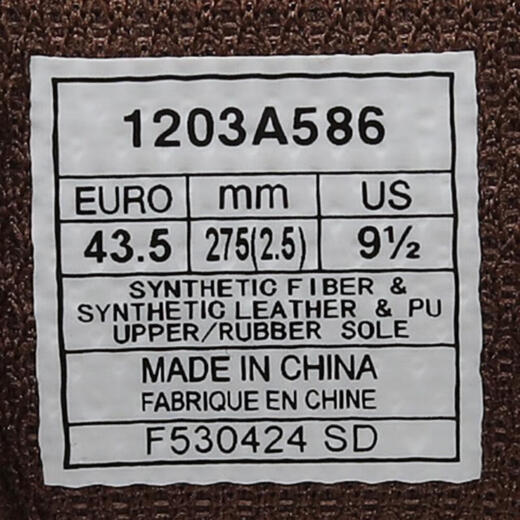 1203A586
EURO mm US
43.5 275(2.5) 9½
SYNTHETIC FIBER &
SYNTHETIC LEATHER & PU
UPPER/RUBBER SOLE
MADE IN CHINA
FABRIQUE EN CHINE
F530424 SD